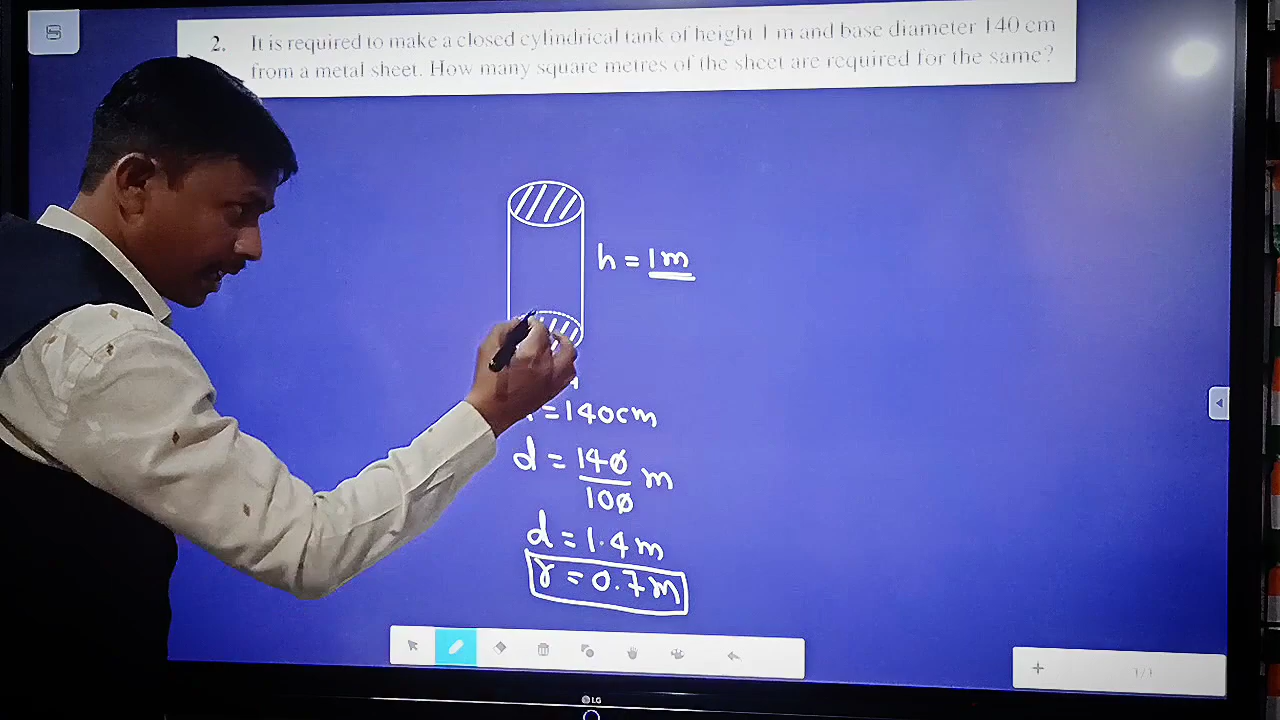 2. It is required to make a closed cylindrical tank of height 1 m and base diameter 140 cm
from a metal sheet. How many square metres of the sheet are required for the same?
h = 1m
= 140cm
d = 140/100 m
d = 1.4m
r = 0.7m
LG